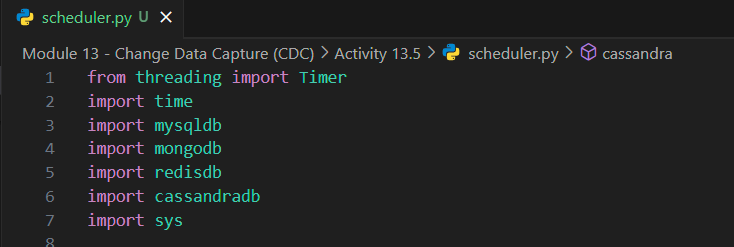 scheduler.py U ×
Module 13 - Change Data Capture (CDC) > Activity 13.5 > scheduler.py > cassandra
1 from threading import Timer
2 import time
3 import mysqldb
4 import mongodb
5 import redisdb
6 import cassandradb
7 import sys
8